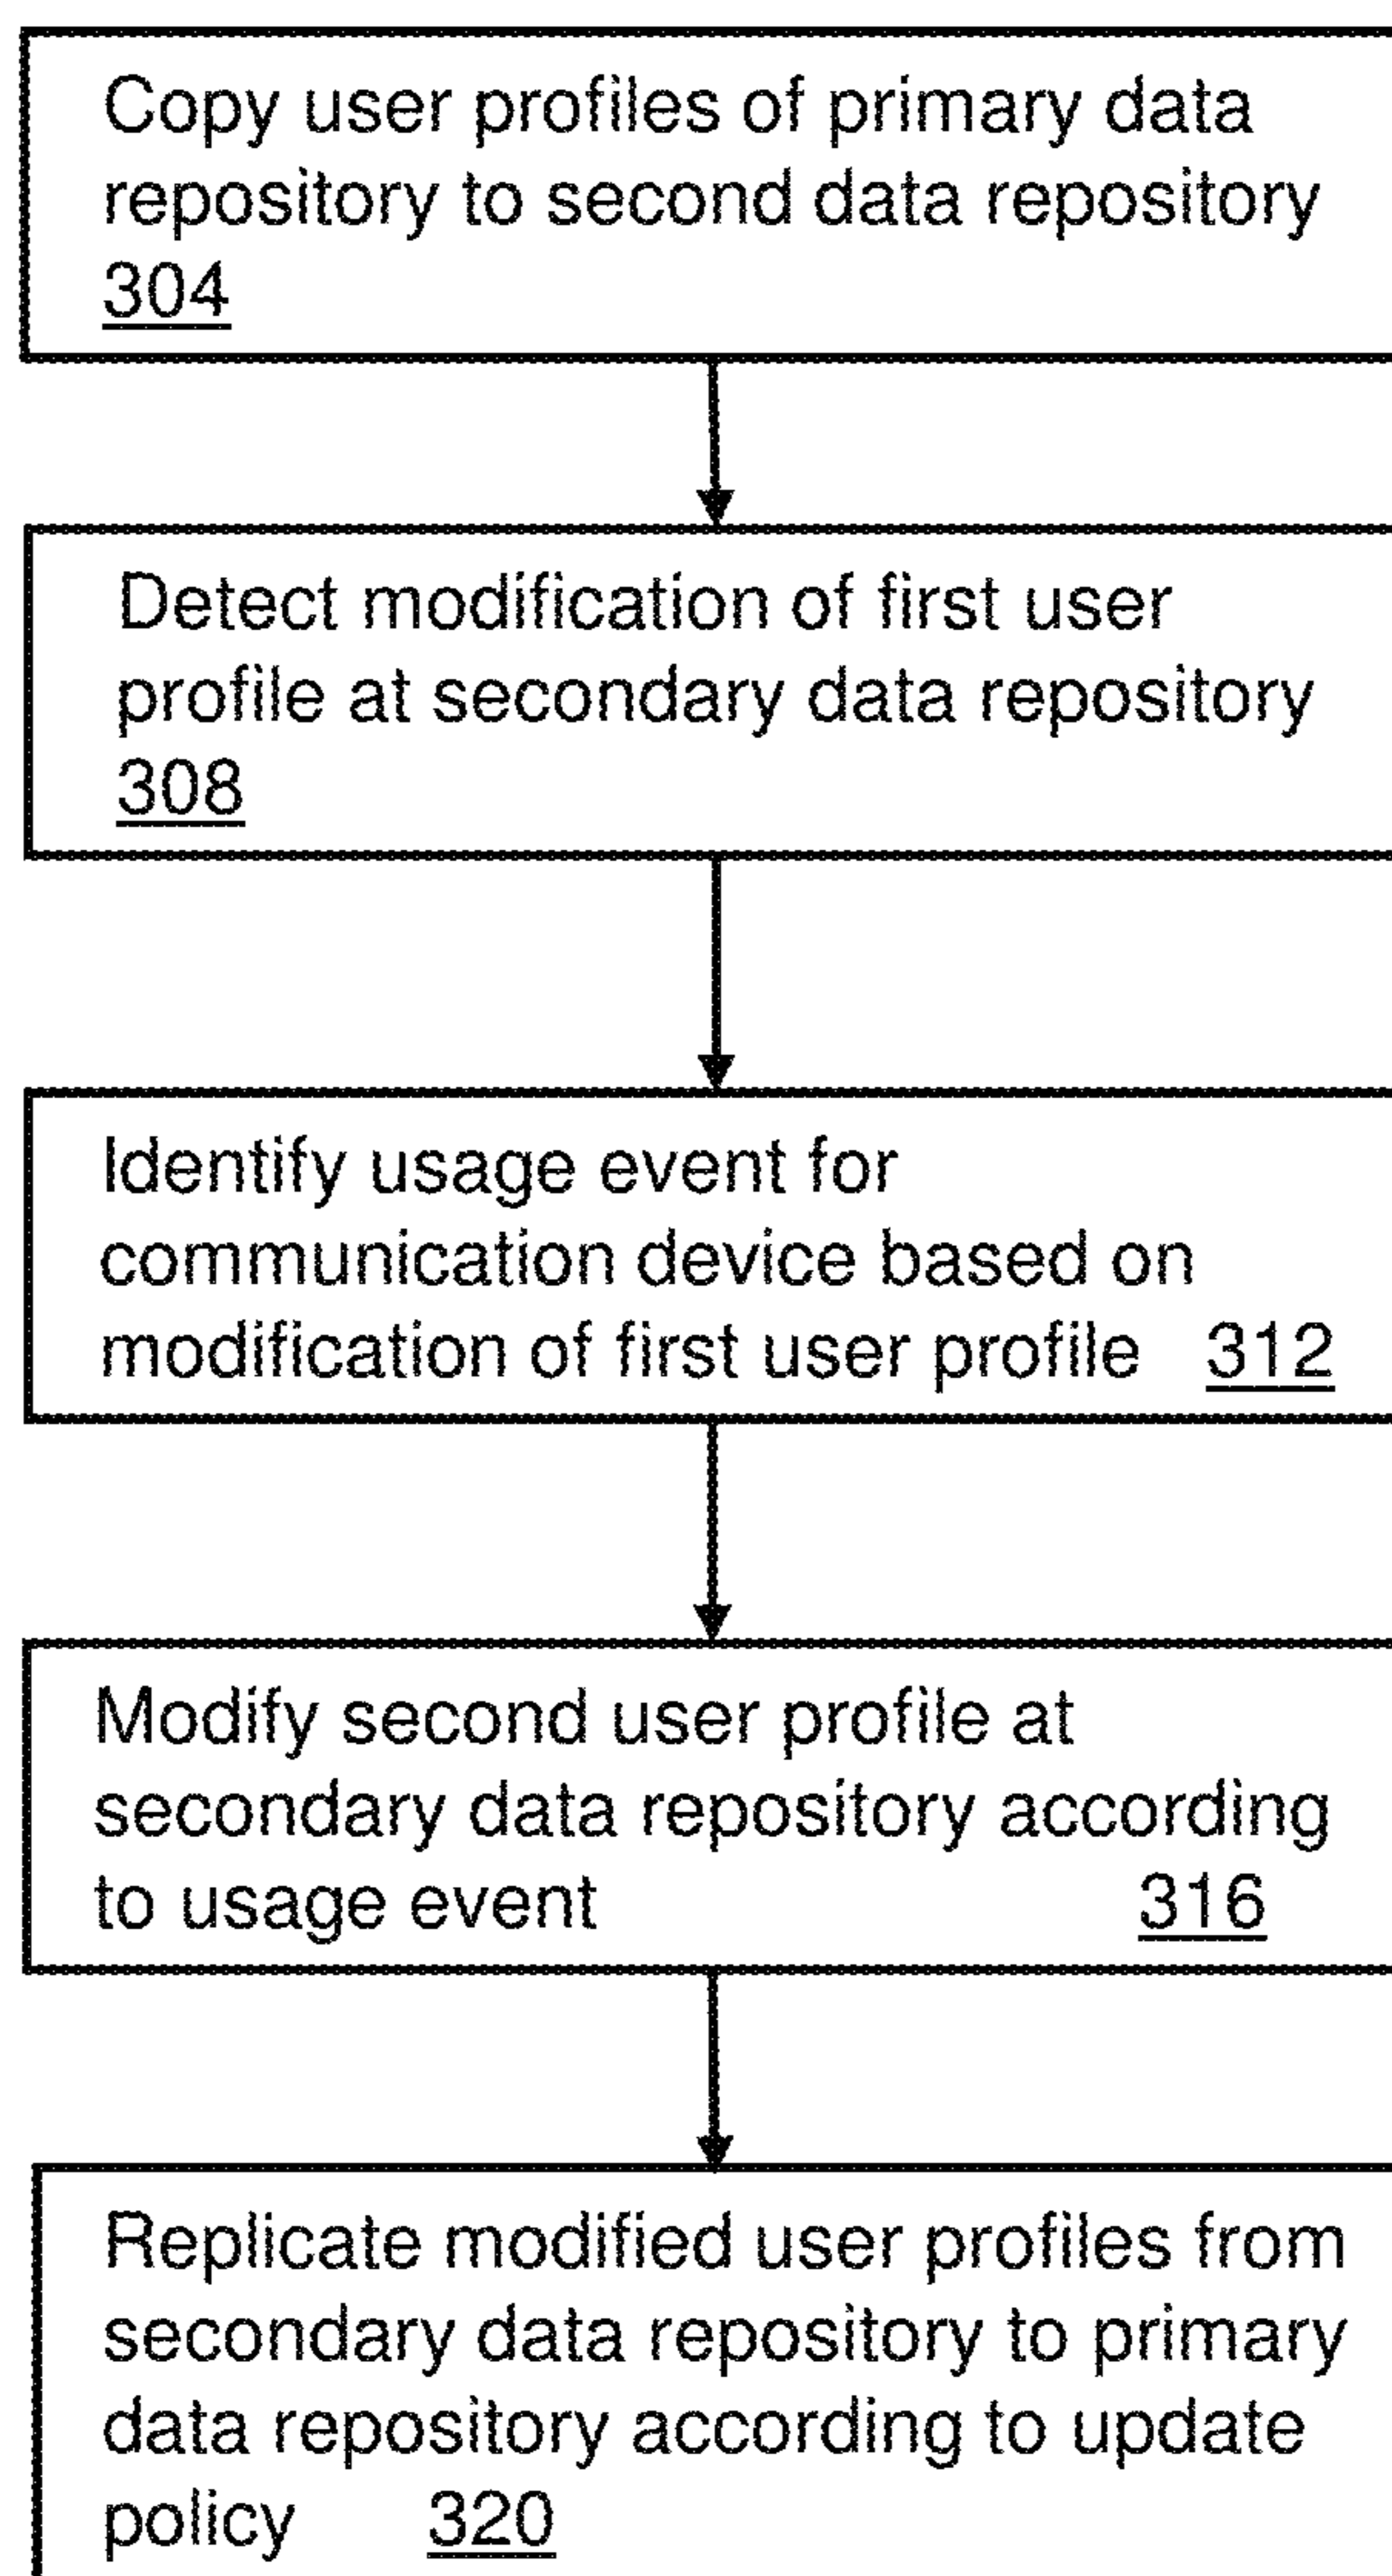 Copy user profiles of primary data
repository to second data repository
304
Detect modification of first user
profile at secondary data repository
308
Identify usage event for
communication device based on
modification of first user profile 312
Modify second user profile at
secondary data repository according
to usage event 316
Replicate modified user profiles from
secondary data repository to primary
data repository according to update
policy 320